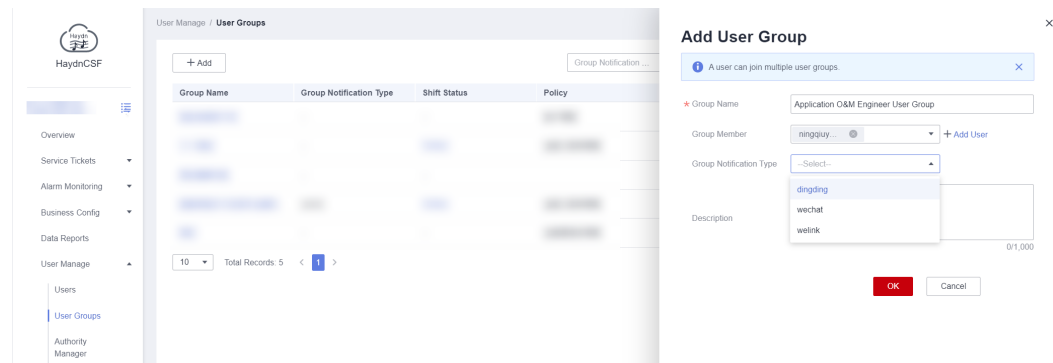 Haydn
HaydnCSF
Overview
Service Tickets
Alarm Monitoring
Business Config
Data Reports
User Manage
Users
User Groups
Authority
Manager
User Manage / User Groups
+ Add
Group Notification ...
Group Name Group Notification Type Shift Status Policy
10 Total Records: 5 < 1 >
Add User Group
A user can join multiple user groups.
* Group Name Application O&M Engineer User Group
Group Member ningqiuy... + Add User
Group Notification Type --Select--
dingding
wechat
welink
Description
0/1,000
OK Cancel